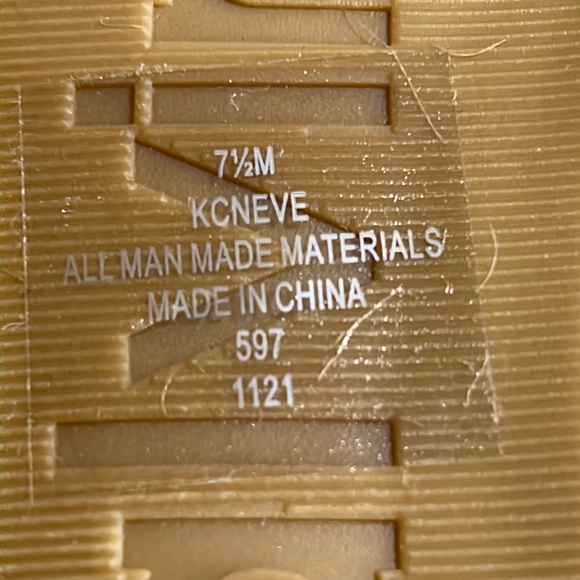 7½M
KCNEVE
ALL MAN MADE MATERIALS
MADE IN CHINA
597
1121